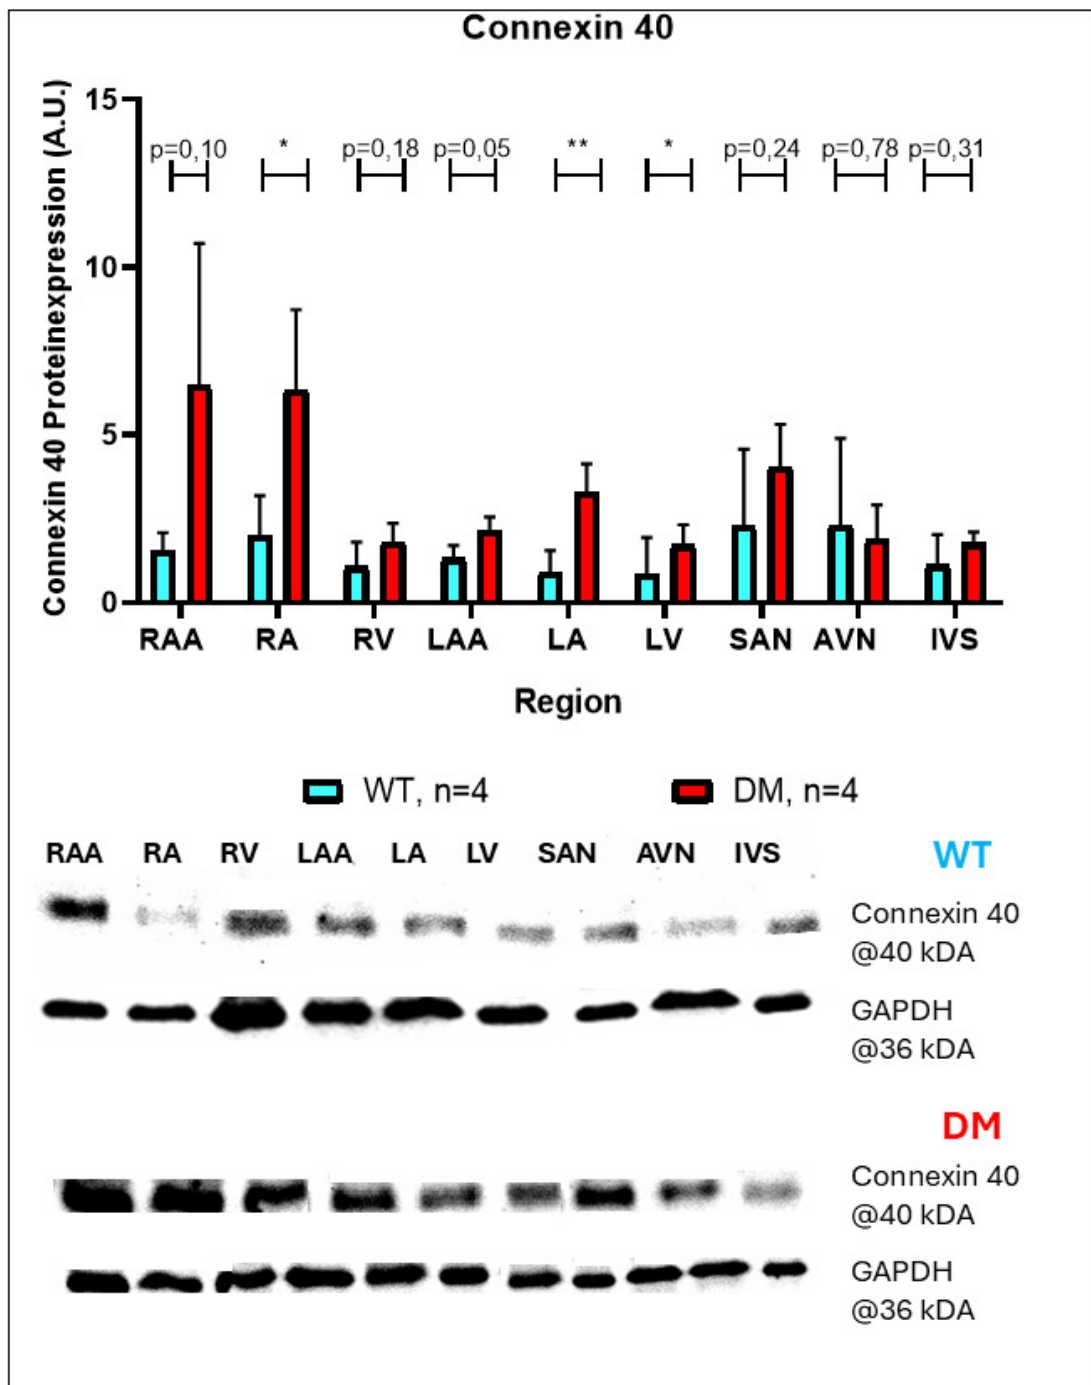 Connexin 40
Connexin 40 Proteinexpression (A.U.)
15
10
5
0
p=0,10 * p=0,18 p=0,05 ** * p=0,24 p=0,78 p=0,31
RAA RA RV LAA LA LV SAN AVN IVS
Region
WT, n=4 DM, n=4
RAA RA RV LAA LA LV SAN AVN IVS WT
Connexin 40
@40 kDA
GAPDH
@36 kDA
DM
Connexin 40
@40 kDA
GAPDH
@36 kDA